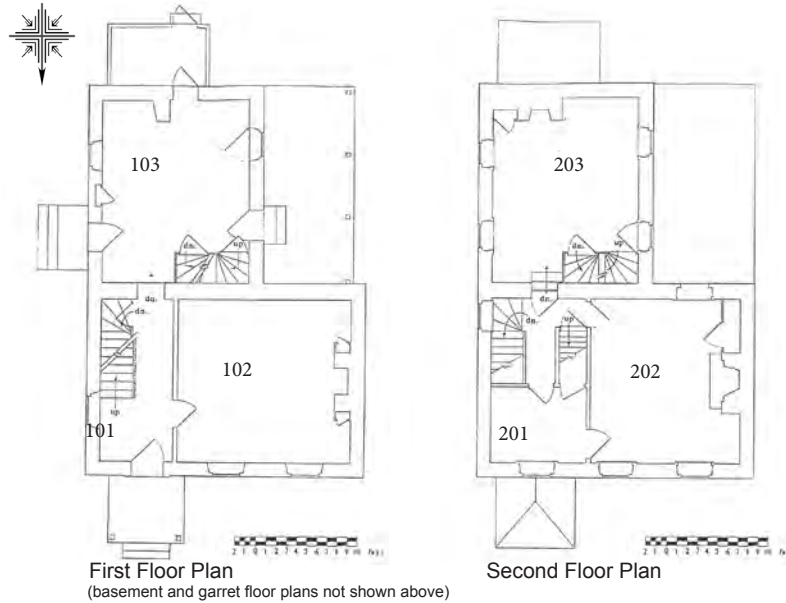 103
dn.
up
dn.
dn.
up
102
101
203
dn.
up
dn.
dn.
up
202
201
First Floor Plan
(basement and garret floor plans not shown above)
Second Floor Plan